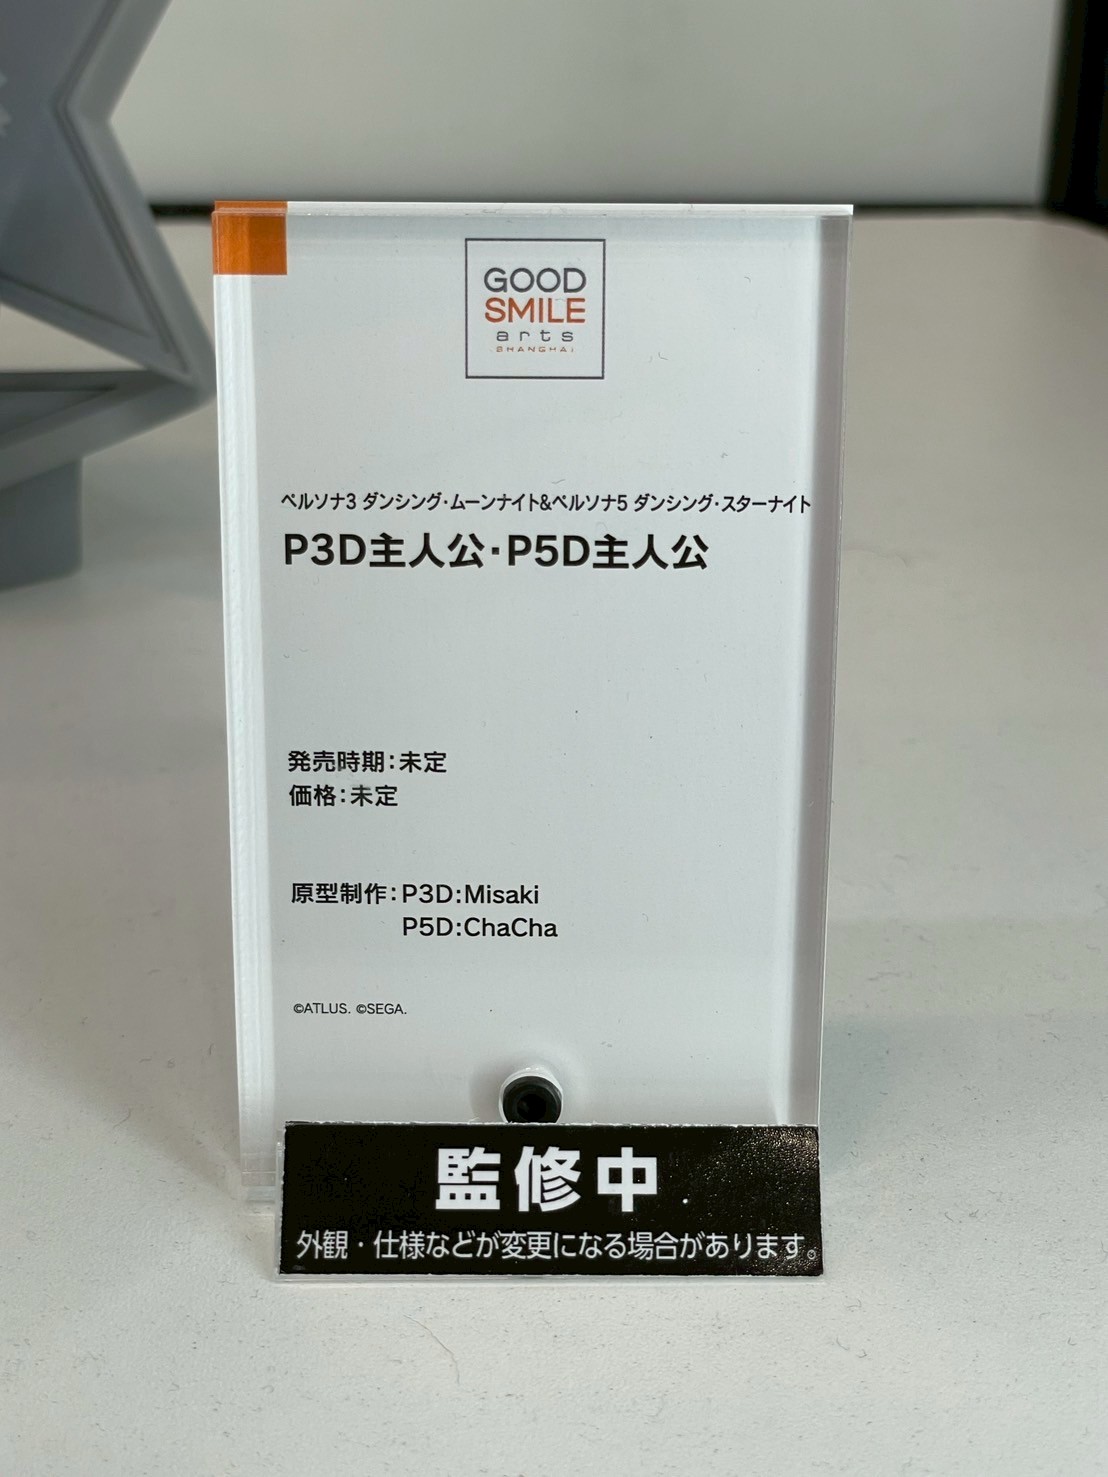 GOOD
SMILE
arts
SHANGHAI
ペルソナ3 ダンシング・ムーンナイト&ペルソナ5 ダンシング・スターナイト
P3D主人公・P5D主人公
発売時期：未定
価格：未定
原型制作：P3D:Misaki
P5D:ChaCha
©ATLUS. ©SEGA.
監修中
外観・仕様などが変更になる場合があります。